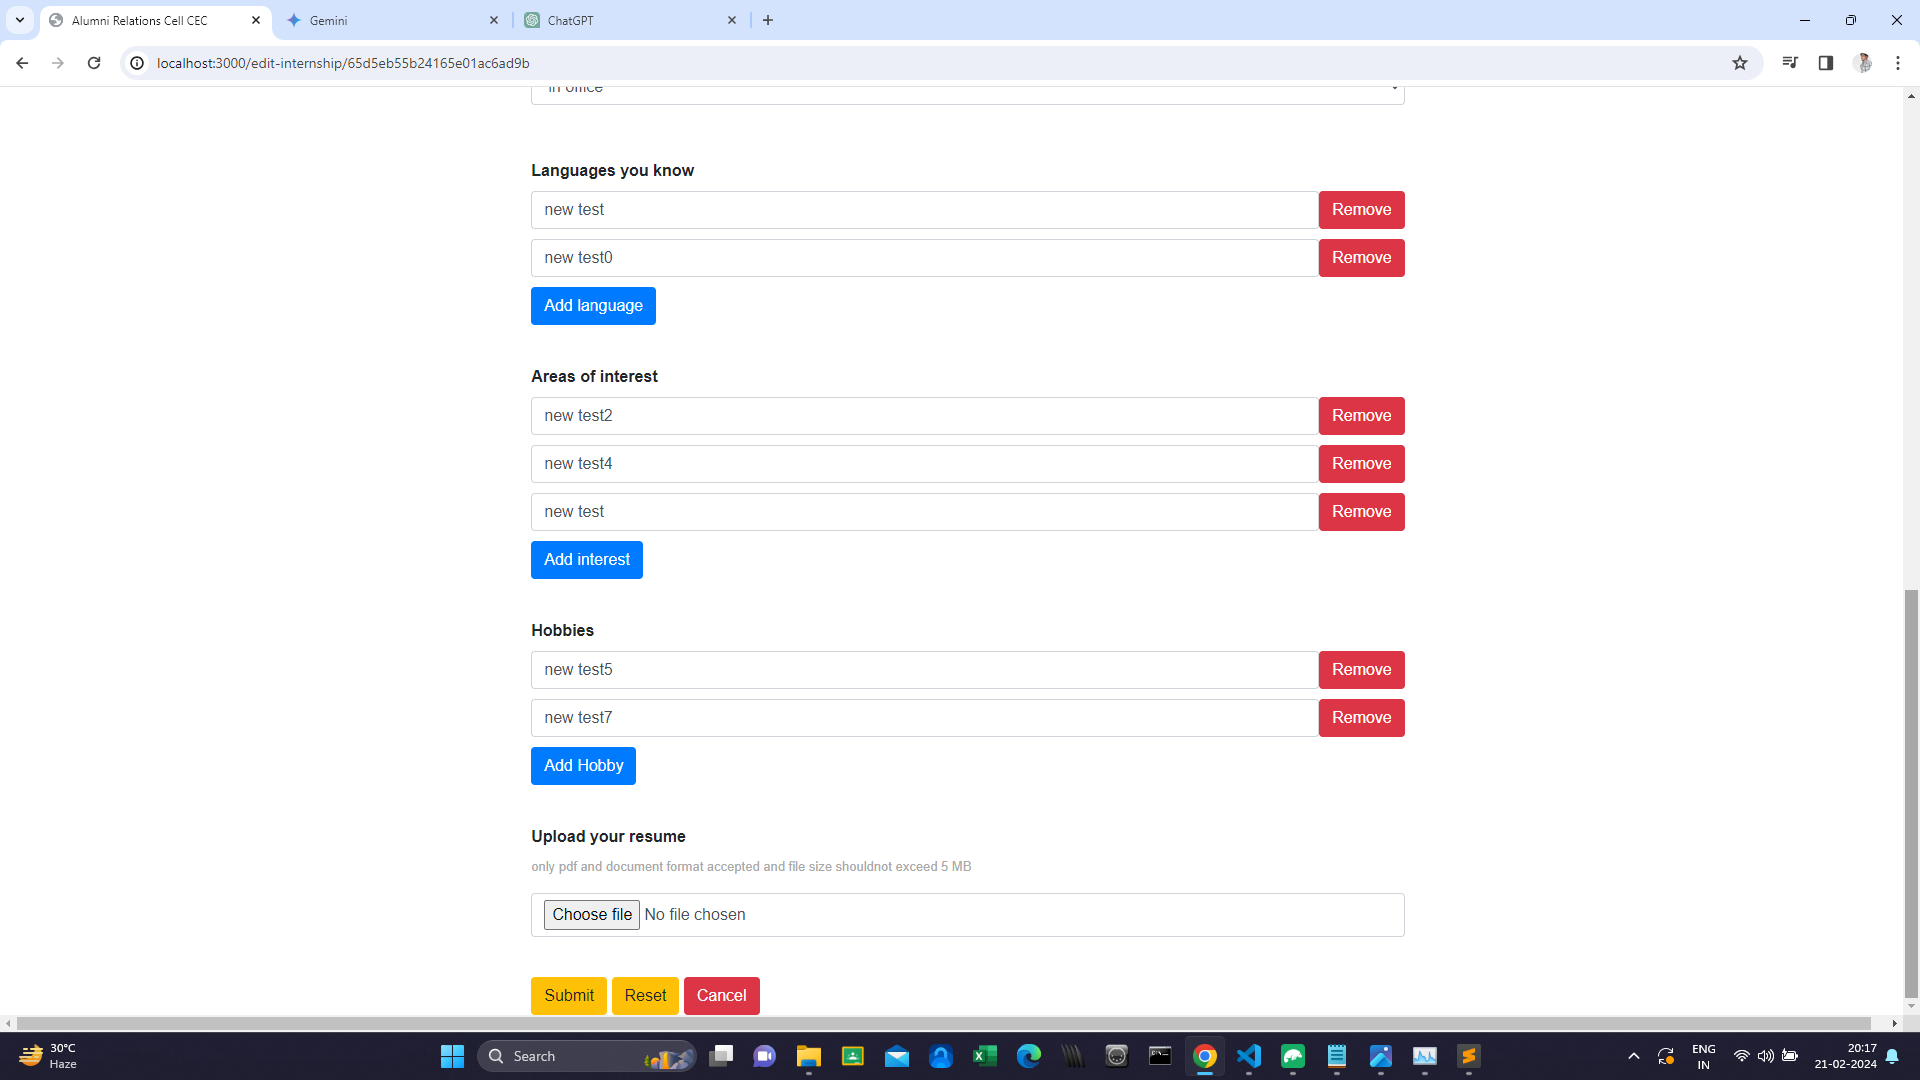 Alumni Relations Cell CEC
Gemini
ChatGPT
localhost:3000/edit-internship/65d5eb55b24165e01ac6ad9b
In office
Languages you know
new test
Remove
new test0
Remove
Add language
Areas of interest
new test2
Remove
new test4
Remove
new test
Remove
Add interest
Hobbies
new test5
Remove
new test7
Remove
Add Hobby
Upload your resume
only pdf and document format accepted and file size shouldnot exceed 5 MB
Choose file No file chosen
Submit Reset Cancel
30°C
Haze
Search
ENG
IN
20:17
21-02-2024